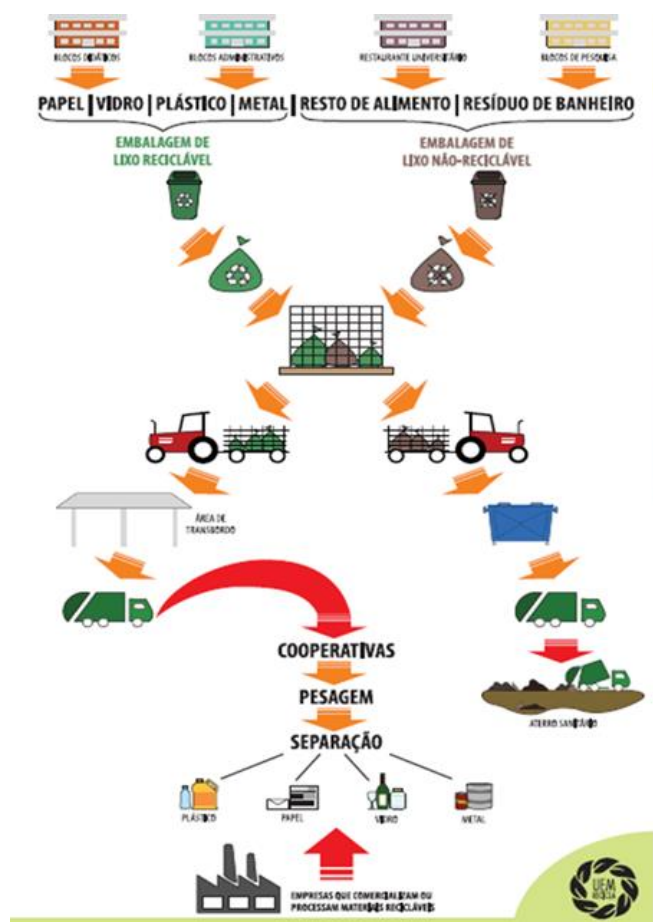 BLOCOS DIDÁTICOS
BLOCOS ADMINISTRATIVOS
RESTAURANTE UNIVERSITÁRIO
BLOCOS DE PESQUISA
PAPEL | VIDRO | PLÁSTICO | METAL | RESTO DE ALIMENTO | RESÍDUO DE BANHEIRO
EMBALAGEM DE
LIXO RECICLÁVEL
EMBALAGEM DE
LIXO NÃO-RECICLÁVEL
ÁREA DE
TRANSBORDO
COOPERATIVAS
PESAGEM
SEPARAÇÃO
ATERRO SANITÁRIO
PLÁSTICO
PAPEL
VIDRO
METAL
EMPRESAS QUE COMERCIALIZAM OU
PROCESSAM MATERIAIS RECICLÁVEIS
UEM
RECICLA